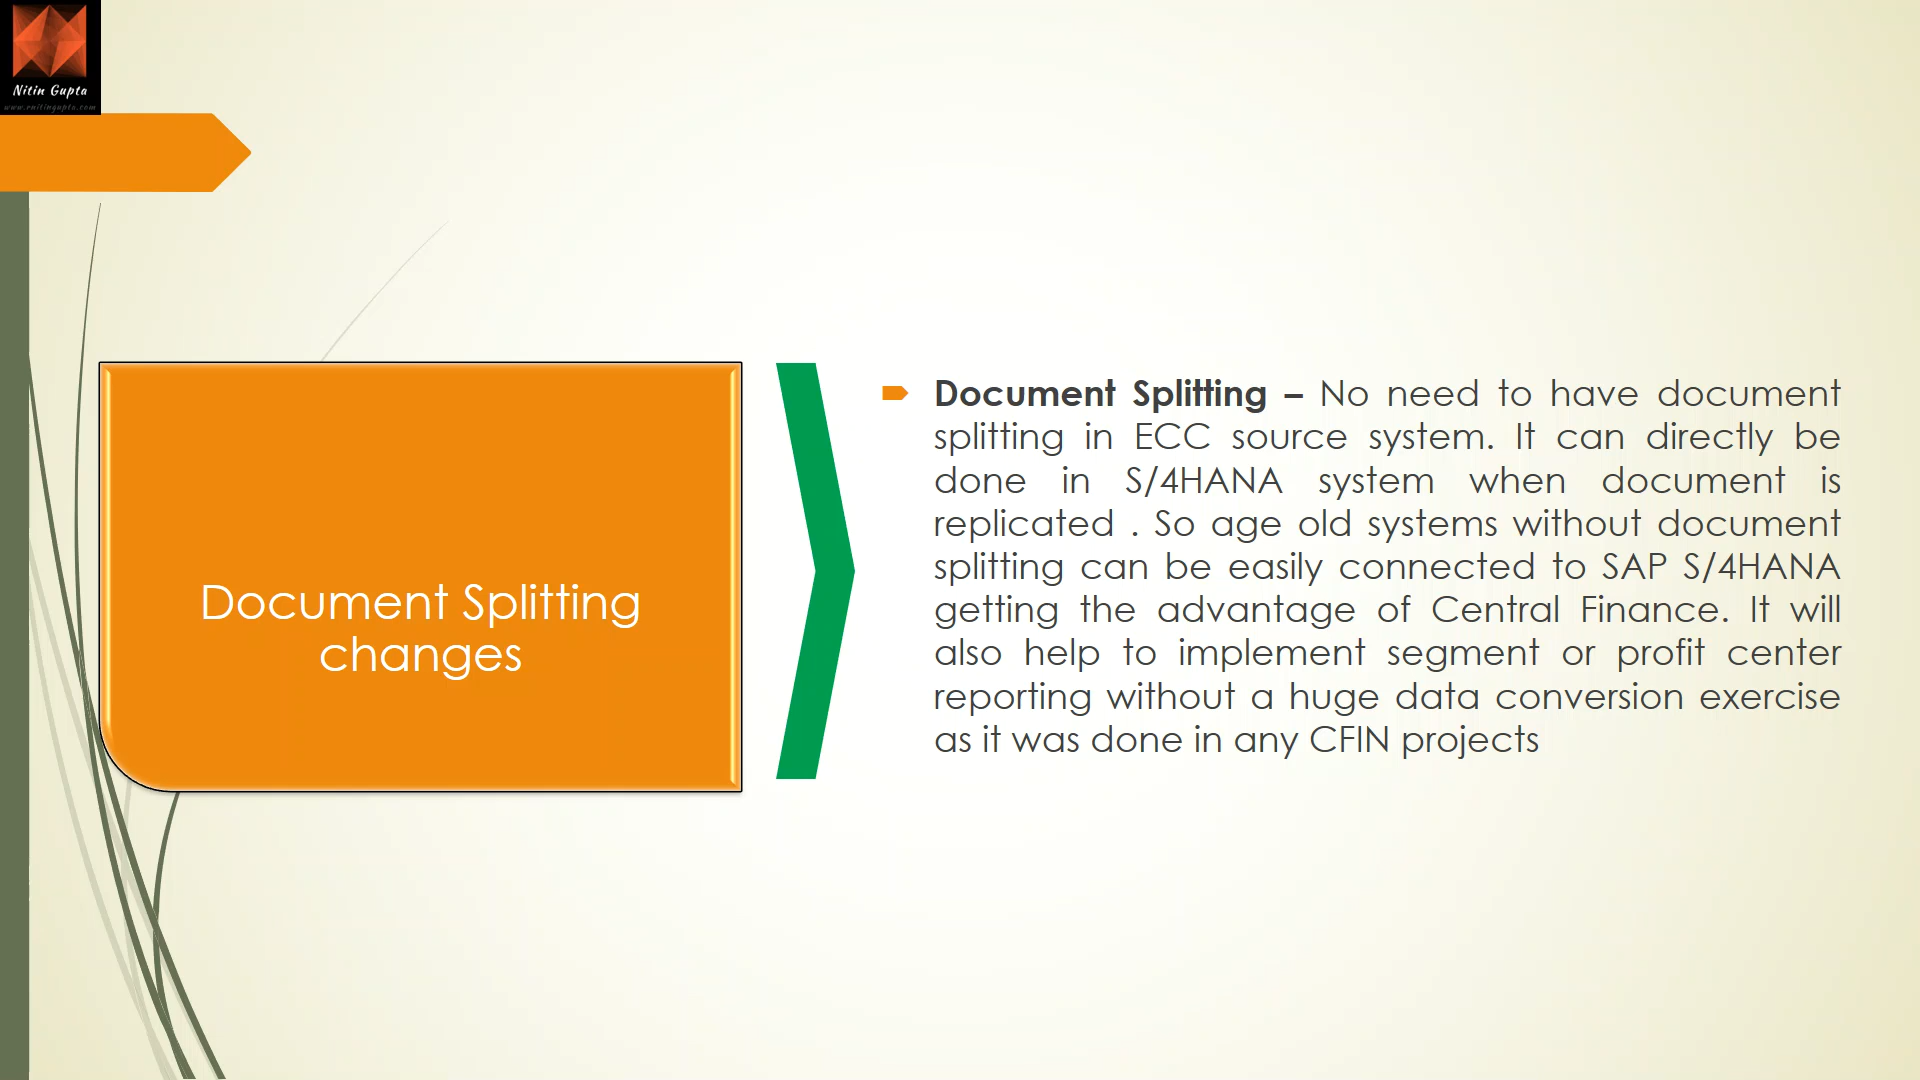 Nitin Gupta
www.rnitingupta.com
Document Splitting
changes
Document Splitting – No need to have document
splitting in ECC source system. It can directly be
done in S/4HANA system when document is
replicated . So age old systems without document
splitting can be easily connected to SAP S/4HANA
getting the advantage of Central Finance. It will
also help to implement segment or profit center
reporting without a huge data conversion exercise
as it was done in any CFIN projects